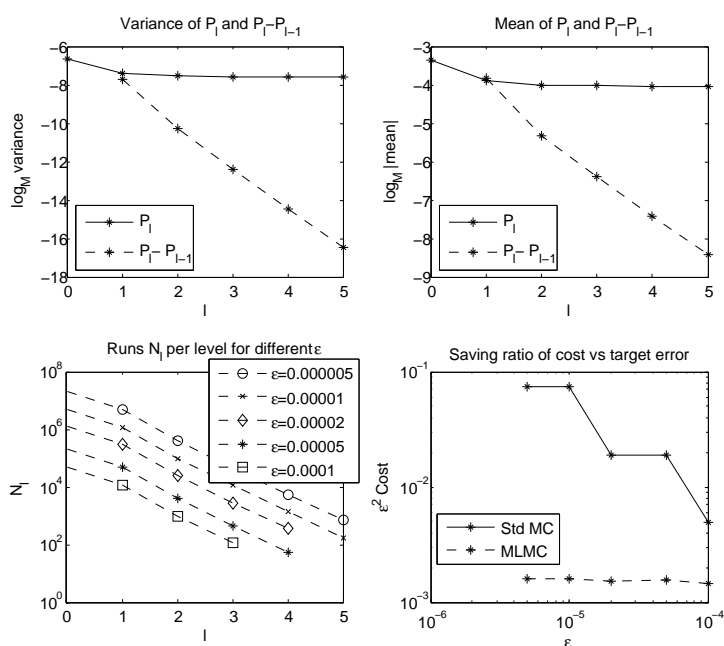 Variance of P_l and P_l−P_{l−1}
−6
−8
−10
−12
−14
−16
−18
log_M variance
P_l
P_l− P_{l−1}
0 1 2 3 4 5
l
Mean of P_l and P_l−P_{l−1}
−3
−4
−5
−6
−7
−8
−9
log_M |mean|
P_l
P_l− P_{l−1}
0 1 2 3 4 5
l
Runs N_l per level for different ε
10^8
10^6
10^4
10^2
10^0
N_l
ε=0.000005
ε=0.00001
ε=0.00002
ε=0.00005
ε=0.0001
0 1 2 3 4 5
l
Saving ratio of cost vs target error
10^{−1}
10^{−2}
10^{−3}
ε^2 Cost
Std MC
MLMC
10^{−6} 10^{−5} 10^{−4}
ε